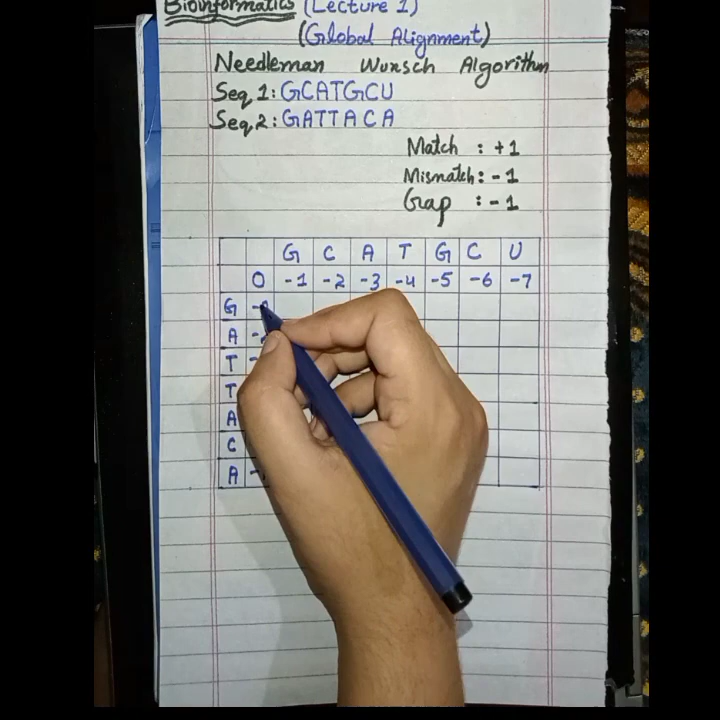 Bioinformatics (Lecture 1)
(Global Alignment)
Needleman Wunsch Algorithm
Seq 1: GCATGCU
Seq 2: GATTACA
Match : +1
Mismatch: -1
Gap : -1
G C A T G C U
0 -1 -2 -3 -4 -5 -6 -7
G
A
T
T
A
C
A